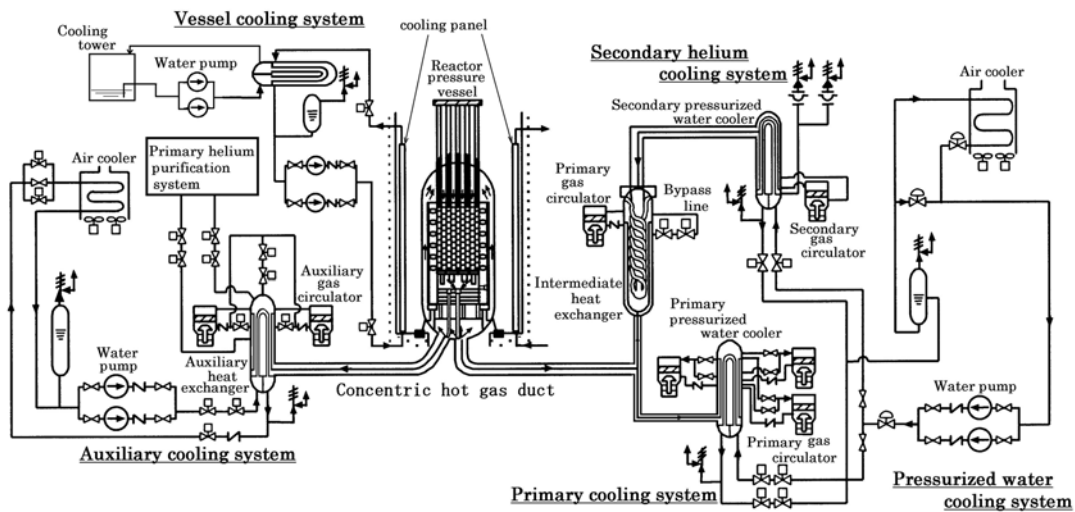 Vessel cooling system
cooling panel
Cooling
tower
Water pump
Reactor
pressure
vessel
Secondary helium
cooling system
Air cooler
Secondary pressurized
water cooler
Air cooler
Primary helium
purification
system
Primary
gas
circulator
Bypass
line
Secondary
gas
circulator
Auxiliary
gas
circulator
Intermediate
heat
exchanger
Primary
pressurized
water cooler
Water
pump
Auxiliary
heat
exchanger
Concentric hot gas duct
Water pump
Auxiliary cooling system
Primary gas
circulator
Primary cooling system
Pressurized water
cooling system